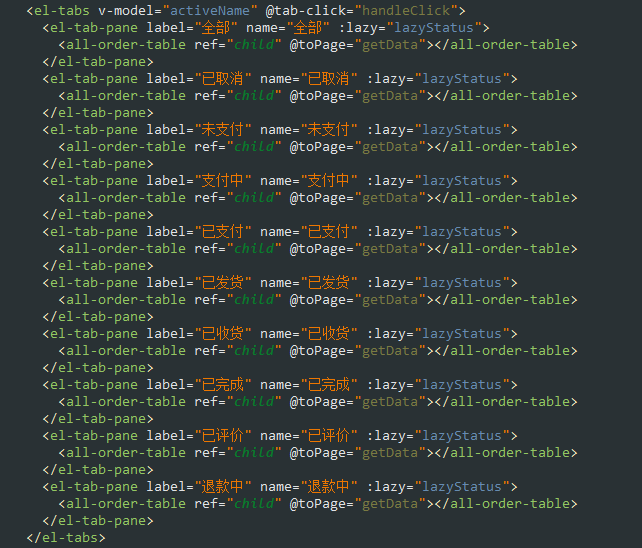 <el-tabs v-model="activeName" @tab-click="handleClick">
<el-tab-pane label="全部" name="全部" :lazy="lazyStatus">
<all-order-table ref="child" @toPage="getData"></all-order-table>
</el-tab-pane>
<el-tab-pane label="已取消" name="已取消" :lazy="lazyStatus">
<all-order-table ref="child" @toPage="getData"></all-order-table>
</el-tab-pane>
<el-tab-pane label="未支付" name="未支付" :lazy="lazyStatus">
<all-order-table ref="child" @toPage="getData"></all-order-table>
</el-tab-pane>
<el-tab-pane label="支付中" name="支付中" :lazy="lazyStatus">
<all-order-table ref="child" @toPage="getData"></all-order-table>
</el-tab-pane>
<el-tab-pane label="已支付" name="已支付" :lazy="lazyStatus">
<all-order-table ref="child" @toPage="getData"></all-order-table>
</el-tab-pane>
<el-tab-pane label="已发货" name="已发货" :lazy="lazyStatus">
<all-order-table ref="child" @toPage="getData"></all-order-table>
</el-tab-pane>
<el-tab-pane label="已收货" name="已收货" :lazy="lazyStatus">
<all-order-table ref="child" @toPage="getData"></all-order-table>
</el-tab-pane>
<el-tab-pane label="已完成" name="已完成" :lazy="lazyStatus">
<all-order-table ref="child" @toPage="getData"></all-order-table>
</el-tab-pane>
<el-tab-pane label="已评价" name="已评价" :lazy="lazyStatus">
<all-order-table ref="child" @toPage="getData"></all-order-table>
</el-tab-pane>
<el-tab-pane label="退款中" name="退款中" :lazy="lazyStatus">
<all-order-table ref="child" @toPage="getData"></all-order-table>
</el-tab-pane>
</el-tabs>